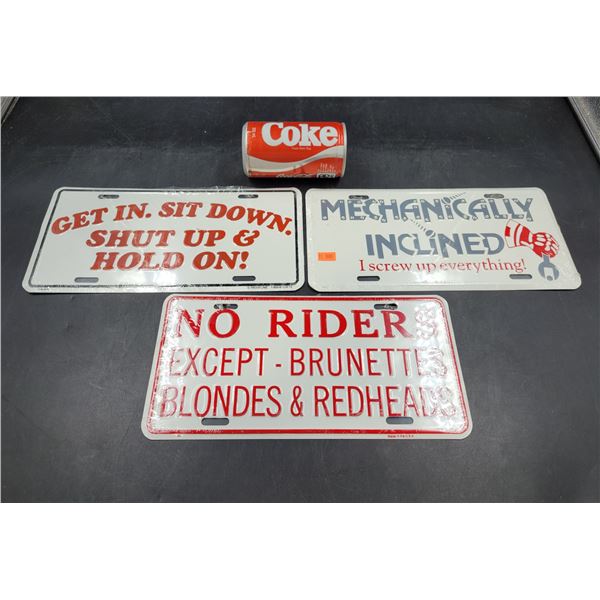 Coke
GET IN. SIT DOWN.
SHUT UP &
HOLD ON!
MECHANICALLY
INCLINED
I screw up everything!
NO RIDER
EXCEPT - BRUNETTES
BLONDES & REDHEADS